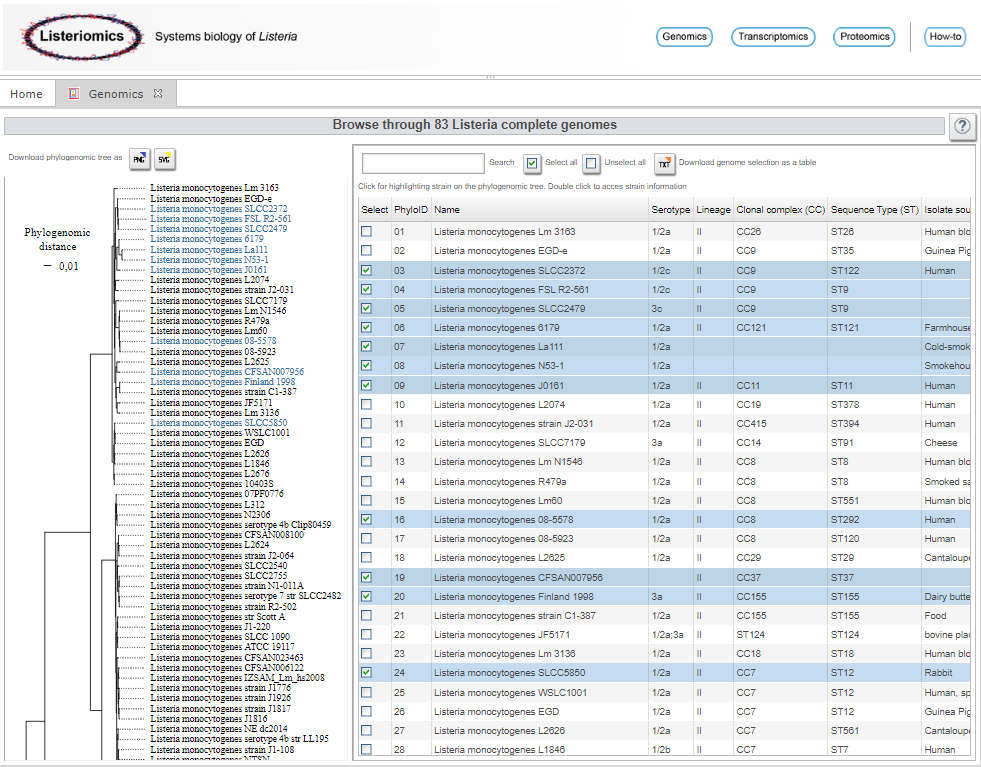 Listeriomics
Systems biology of Listeria
Genomics
Transcriptomics
Proteomics
How-to
Home
Genomics
Browse through 83 Listeria complete genomes
?
Download phylogenomic tree as
PNG
SVG
Phylogenomic
distance
0,01
Listeria monocytogenes Lm 3163
Listeria monocytogenes EGD-e
Listeria monocytogenes SLCC2372
Listeria monocytogenes FSL R2-561
Listeria monocytogenes SLCC2479
Listeria monocytogenes 6179
Listeria monocytogenes La111
Listeria monocytogenes N53-1
Listeria monocytogenes J0161
Listeria monocytogenes L2074
Listeria monocytogenes strain J2-031
Listeria monocytogenes SLCC7179
Listeria monocytogenes Lm N1546
Listeria monocytogenes R479a
Listeria monocytogenes Lm60
Listeria monocytogenes 08-5578
Listeria monocytogenes 08-5923
Listeria monocytogenes L2625
Listeria monocytogenes CFSAN007956
Listeria monocytogenes Finland 1998
Listeria monocytogenes strain C1-387
Listeria monocytogenes JF5171
Listeria monocytogenes Lm 3136
Listeria monocytogenes SLCC5850
Listeria monocytogenes WSLC1001
Listeria monocytogenes EGD
Listeria monocytogenes L2626
Listeria monocytogenes L1846
Listeria monocytogenes L2676
Listeria monocytogenes 10403S
Listeria monocytogenes 07PF0776
Listeria monocytogenes L312
Listeria monocytogenes N2306
Listeria monocytogenes serotype 4b Clip80459
Listeria monocytogenes CFSAN008100
Listeria monocytogenes L2624
Listeria monocytogenes strain J2-064
Listeria monocytogenes SLCC2540
Listeria monocytogenes SLCC2755
Listeria monocytogenes strain N1-011A
Listeria monocytogenes serotype 7 str SLCC2482
Listeria monocytogenes strain R2-502
Listeria monocytogenes str Scott A
Listeria monocytogenes J1-220
Listeria monocytogenes SLCC 1090
Listeria monocytogenes ATCC 19117
Listeria monocytogenes CFSAN023463
Listeria monocytogenes CFSAN006122
Listeria monocytogenes IZSAM_Lm_hs2008
Listeria monocytogenes strain J1776
Listeria monocytogenes strain J1926
Listeria monocytogenes strain J1817
Listeria monocytogenes J1816
Listeria monocytogenes NE dc2014
Listeria monocytogenes serotype 4b str LL195
Listeria monocytogenes strain J1-108
Listeria monocytogenes NTSN
Search
Select all
Unselect all
TXT
Download genome selection as a table
Click for highlighting strain on the phylogenomic tree. Double click to acces strain information
Select PhyloID Name Serotype Lineage Clonal complex (CC) Sequence Type (ST) Isolate sou
01 Listeria monocytogenes Lm 3163 1/2a II CC26 ST26 Human blo
02 Listeria monocytogenes EGD-e 1/2a II CC9 ST35 Guinea Pig
03 Listeria monocytogenes SLCC2372 1/2c II CC9 ST122 Human
04 Listeria monocytogenes FSL R2-561 1/2c II CC9 ST9
05 Listeria monocytogenes SLCC2479 3c II CC9 ST9
06 Listeria monocytogenes 6179 1/2a II CC121 ST121 Farmhouse
07 Listeria monocytogenes La111 1/2a Cold-smok
08 Listeria monocytogenes N53-1 1/2a Smokehou
09 Listeria monocytogenes J0161 1/2a II CC11 ST11 Human
10 Listeria monocytogenes L2074 1/2a II CC19 ST378 Human
11 Listeria monocytogenes strain J2-031 1/2a II CC415 ST394 Human
12 Listeria monocytogenes SLCC7179 3a II CC14 ST91 Cheese
13 Listeria monocytogenes Lm N1546 1/2a II CC8 ST8 Human blo
14 Listeria monocytogenes R479a 1/2a II CC8 ST8 Smoked sa
15 Listeria monocytogenes Lm60 1/2a II CC8 ST551 Human blo
16 Listeria monocytogenes 08-5578 1/2a II CC8 ST292 Human
17 Listeria monocytogenes 08-5923 1/2a II CC8 ST120 Human
18 Listeria monocytogenes L2625 1/2a II CC29 ST29 Cantaloupe
19 Listeria monocytogenes CFSAN007956 II CC37 ST37
20 Listeria monocytogenes Finland 1998 3a II CC155 ST155 Dairy butte
21 Listeria monocytogenes strain C1-387 1/2a II CC155 ST155 Food
22 Listeria monocytogenes JF5171 1/2a;3a II ST124 ST124 bovine pla
23 Listeria monocytogenes Lm 3136 1/2a II CC18 ST18 Human blo
24 Listeria monocytogenes SLCC5850 1/2a II CC7 ST12 Rabbit
25 Listeria monocytogenes WSLC1001 1/2a II CC7 ST12 Human, sp
26 Listeria monocytogenes EGD 1/2a II CC7 ST12 Guinea Pig
27 Listeria monocytogenes L2626 1/2a II CC7 ST561 Cantaloup
28 Listeria monocytogenes L1846 1/2b II CC7 ST7 Human